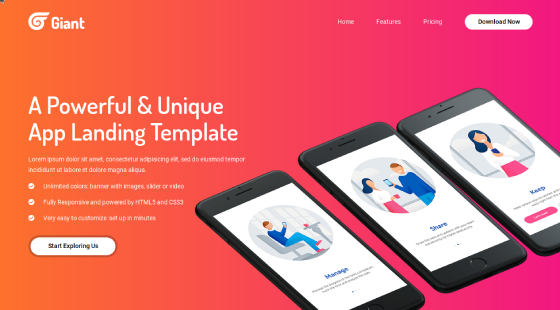 Giant
Home
Features
Pricing
Download Now
A Powerful & Unique
App Landing Template
Lorem ipsum dolor sit amet, consectetur adipiscing elit, sed do eiusmod tempor
incididunt ut labore et dolore magna aliqua.
Unlimited colors: banner with images, slider or video
Fully Responsive and powered by HTML5 and CSS3
Very easy to customize set up in minutes
Start Exploring Us
Manage
Share
Keep